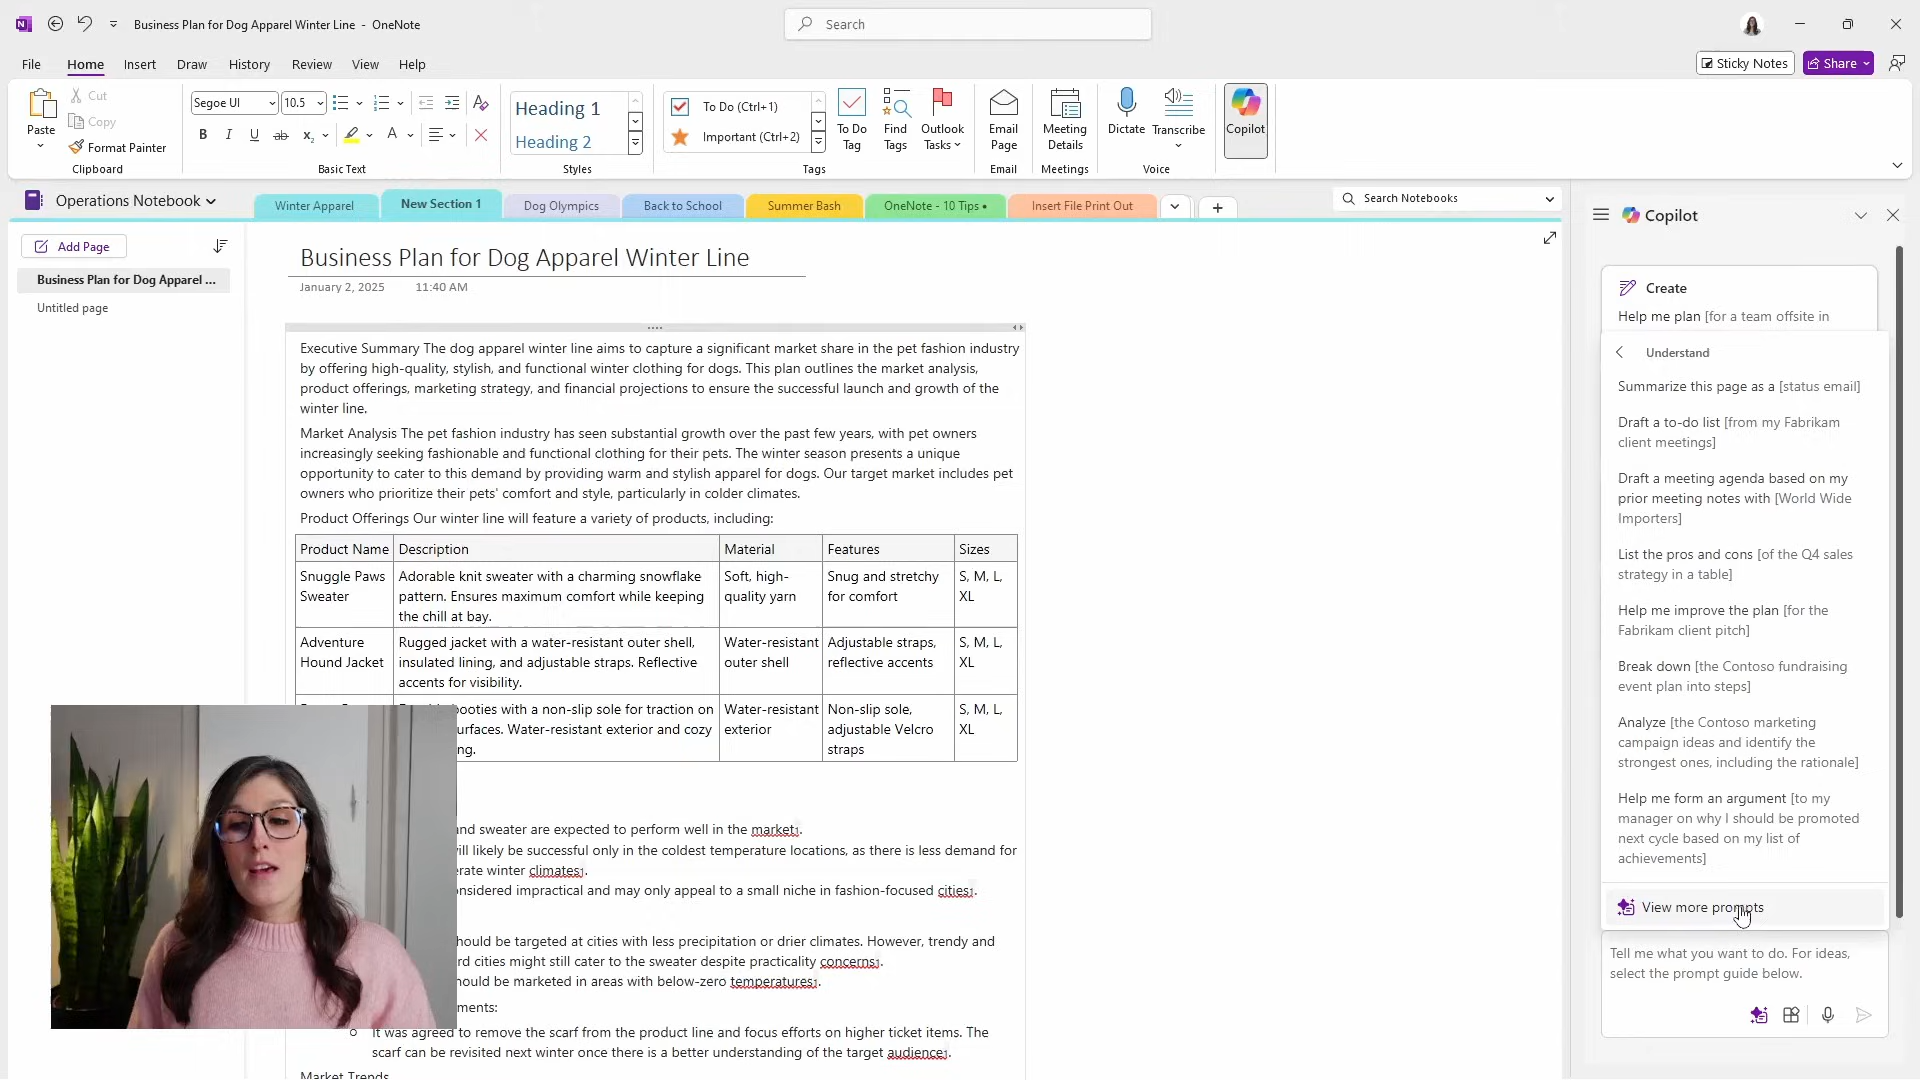 Business Plan for Dog Apparel Winter Line - OneNote
Search
File Home Insert Draw History Review View Help
Sticky Notes
Share
Paste
Cut
Copy
Format Painter
Clipboard
Segoe UI
10.5
Basic Text
Heading 1
Heading 2
Styles
To Do (Ctrl+1)
Important (Ctrl+2)
Tags
To Do
Tag
Find
Tags
Outlook
Tasks
Email
Page
Email
Meeting
Details
Meetings
Dictate
Transcribe
Voice
Copilot
Operations Notebook
Winter Apparel
New Section 1
Dog Olympics
Back to School
Summer Bash
OneNote - 10 Tips •
Insert File Print Out
Search Notebooks
Add Page
Business Plan for Dog Apparel ...
Untitled page
Business Plan for Dog Apparel Winter Line
January 2, 2025 11:40 AM
Executive Summary The dog apparel winter line aims to capture a significant market share in the pet fashion industry
by offering high-quality, stylish, and functional winter clothing for dogs. This plan outlines the market analysis,
product offerings, marketing strategy, and financial projections to ensure the successful launch and growth of the
winter line.
Market Analysis The pet fashion industry has seen substantial growth over the past few years, with pet owners
increasingly seeking fashionable and functional clothing for their pets. The winter season presents a unique
opportunity to cater to this demand by providing warm and stylish apparel for dogs. Our target market includes pet
owners who prioritize their pets' comfort and style, particularly in colder climates.
Product Offerings Our winter line will feature a variety of products, including:
Product Name Description Material Features Sizes
Snuggle Paws Adorable knit sweater with a charming snowflake Soft, high- Snug and stretchy S, M, L,
Sweater pattern. Ensures maximum comfort while keeping quality yarn for comfort XL
the chill at bay.
Adventure Rugged jacket with a water-resistant outer shell, Water-resistant Adjustable straps, S, M, L,
Hound Jacket insulated lining, and adjustable straps. Reflective outer shell reflective accents XL
accents for visibility.
booties with a non-slip sole for traction on Water-resistant Non-slip sole, S, M, L,
urfaces. Water-resistant exterior and cozy exterior adjustable Velcro XL
ng. straps
nd sweater are expected to perform well in the market1.
ill likely be successful only in the coldest temperature locations, as there is less demand for
erate winter climates1.
onsidered impractical and may only appeal to a small niche in fashion-focused cities1.
hould be targeted at cities with less precipitation or drier climates. However, trendy and
rd cities might still cater to the sweater despite practicality concerns1.
hould be marketed in areas with below-zero temperatures1.
ments:
It was agreed to remove the scarf from the product line and focus efforts on higher ticket items. The
scarf can be revisited next winter once there is a better understanding of the target audience1.
Market Trends
Copilot
Create
Help me plan [for a team offsite in
Understand
Summarize this page as a [status email]
Draft a to-do list [from my Fabrikam
client meetings]
Draft a meeting agenda based on my
prior meeting notes with [World Wide
Importers]
List the pros and cons [of the Q4 sales
strategy in a table]
Help me improve the plan [for the
Fabrikam client pitch]
Break down [the Contoso fundraising
event plan into steps]
Analyze [the Contoso marketing
campaign ideas and identify the
strongest ones, including the rationale]
Help me form an argument [to my
manager on why I should be promoted
next cycle based on my list of
achievements]
View more prompts
Tell me what you want to do. For ideas,
select the prompt guide below.